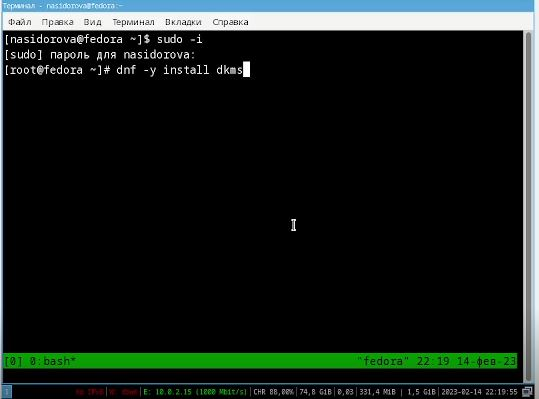 Терминал - nasidorova@fedora:~
Файл Правка Вид Терминал Вкладки Справка
[nasidorova@fedora ~]$ sudo -i
[sudo] пароль для nasidorova:
[root@fedora ~]# dnf -y install dkms
[0] 0:bash* "fedora" 22:19 14-фев-23
1 no IPv6 W: down E: 10.0.2.15 (1000 Mbit/s) CHR 88,00% 74,8 GiB 0,03 331,4 MiB | 1,5 GiB 2023-02-14 22:19:55